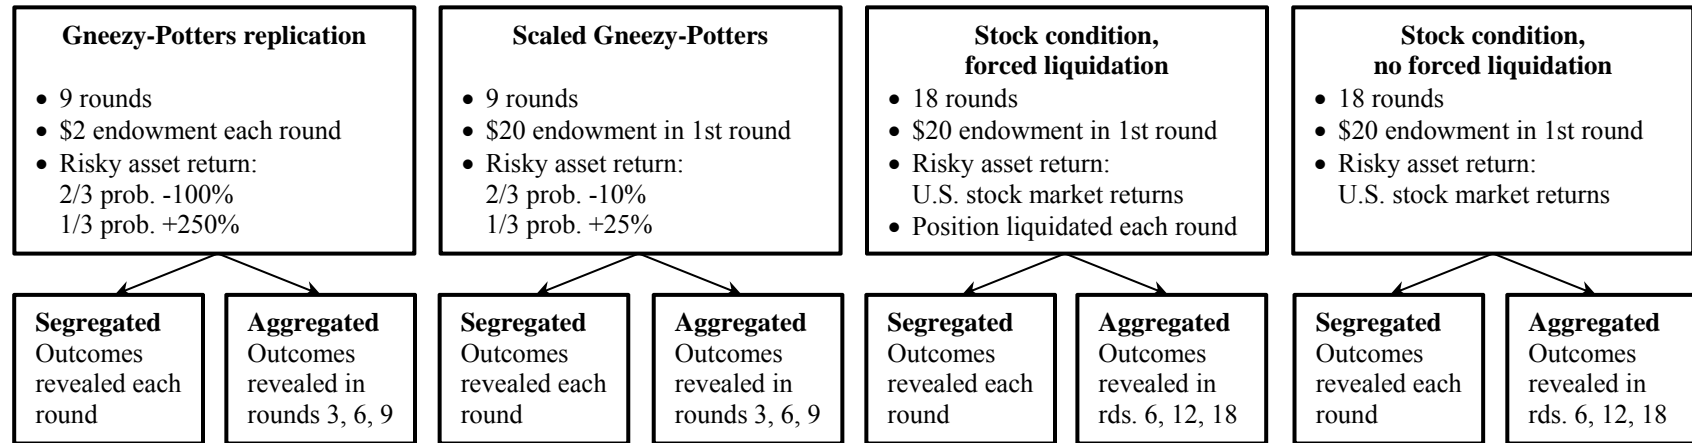 Gneezy-Potters replication
• 9 rounds
• $2 endowment each round
• Risky asset return:
2/3 prob. -100%
1/3 prob. +250%
Scaled Gneezy-Potters
• 9 rounds
• $20 endowment in 1st round
• Risky asset return:
2/3 prob. -10%
1/3 prob. +25%
Stock condition,
forced liquidation
• 18 rounds
• $20 endowment in 1st round
• Risky asset return:
U.S. stock market returns
• Position liquidated each round
Stock condition,
no forced liquidation
• 18 rounds
• $20 endowment in 1st round
• Risky asset return:
U.S. stock market returns
Segregated
Outcomes
revealed each
round
Aggregated
Outcomes
revealed in
rounds 3, 6, 9
Segregated
Outcomes
revealed each
round
Aggregated
Outcomes
revealed in
rounds 3, 6, 9
Segregated
Outcomes
revealed each
round
Aggregated
Outcomes
revealed in
rds. 6, 12, 18
Segregated
Outcomes
revealed each
round
Aggregated
Outcomes
revealed in
rds. 6, 12, 18